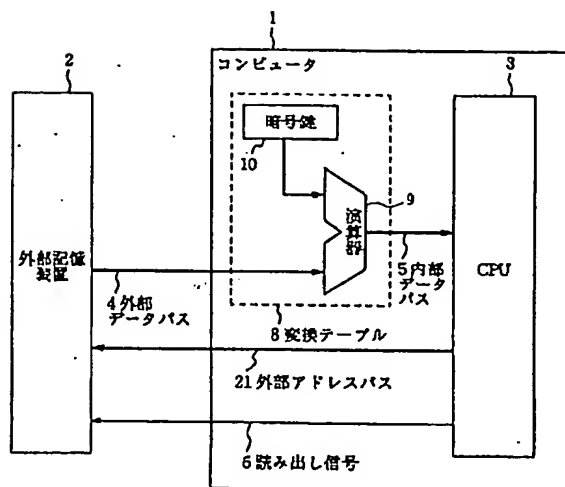 1
コンピュータ
2
3
暗号鍵
10
9
演算器
外部記憶
装置
CPU
4 外部
データバス
5 内部
データ
バス
8 変換テーブル
21 外部アドレスバス
6 読み出し信号